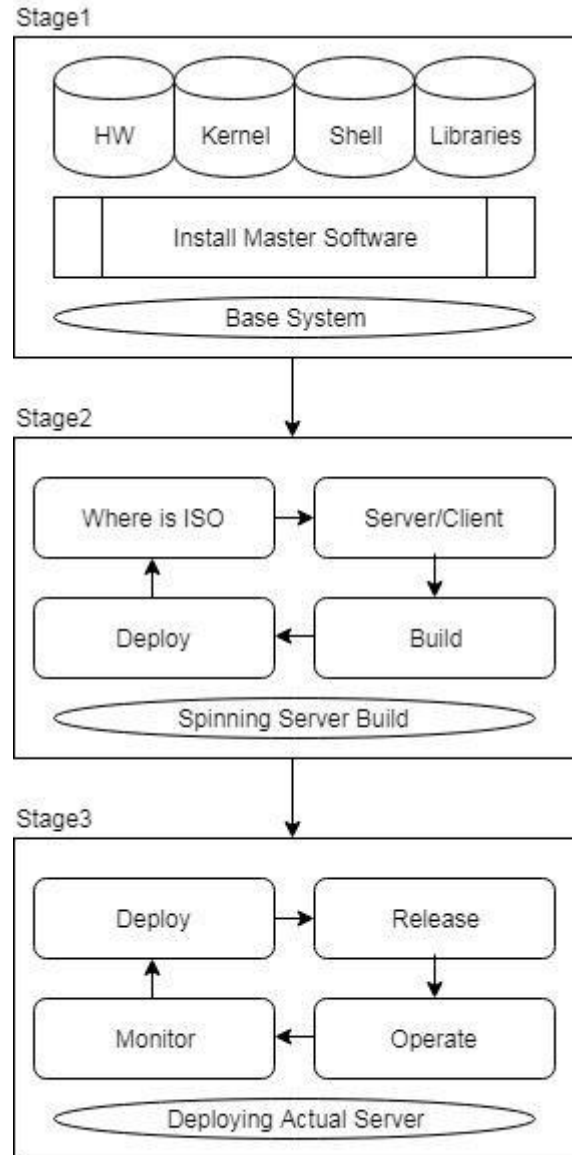 Stage1
HW Kernel Shell Libraries
Install Master Software
Base System
Stage2
Where is ISO Server/Client
Deploy Build
Spinning Server Build
Stage3
Deploy Release
Monitor Operate
Deploying Actual Server